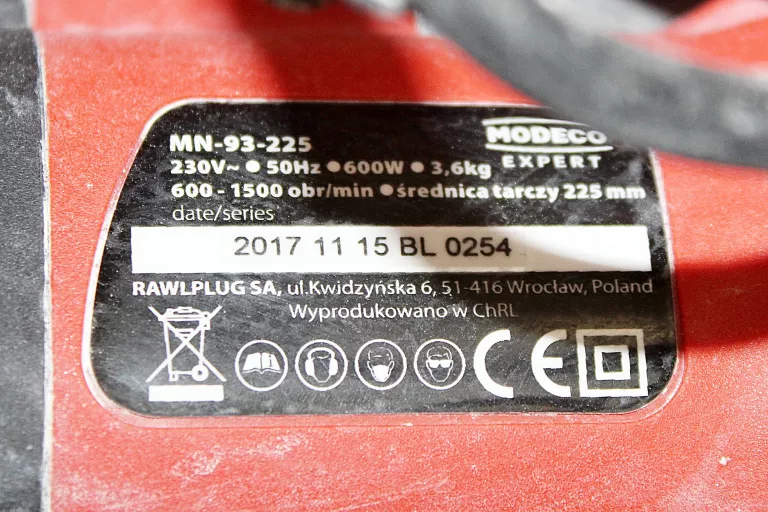 MODECO
EXPERT
MN-93-225
230V~ ● 50Hz ● 600W ● 3,6kg
600 - 1500 obr/min ● średnica tarczy 225 mm
date/series
2017 11 15 BL 0254
RAWLPLUG SA, ul.Kwidzyńska 6, 51-416 Wrocław, Poland
Wyprodukowano w ChRL
CE